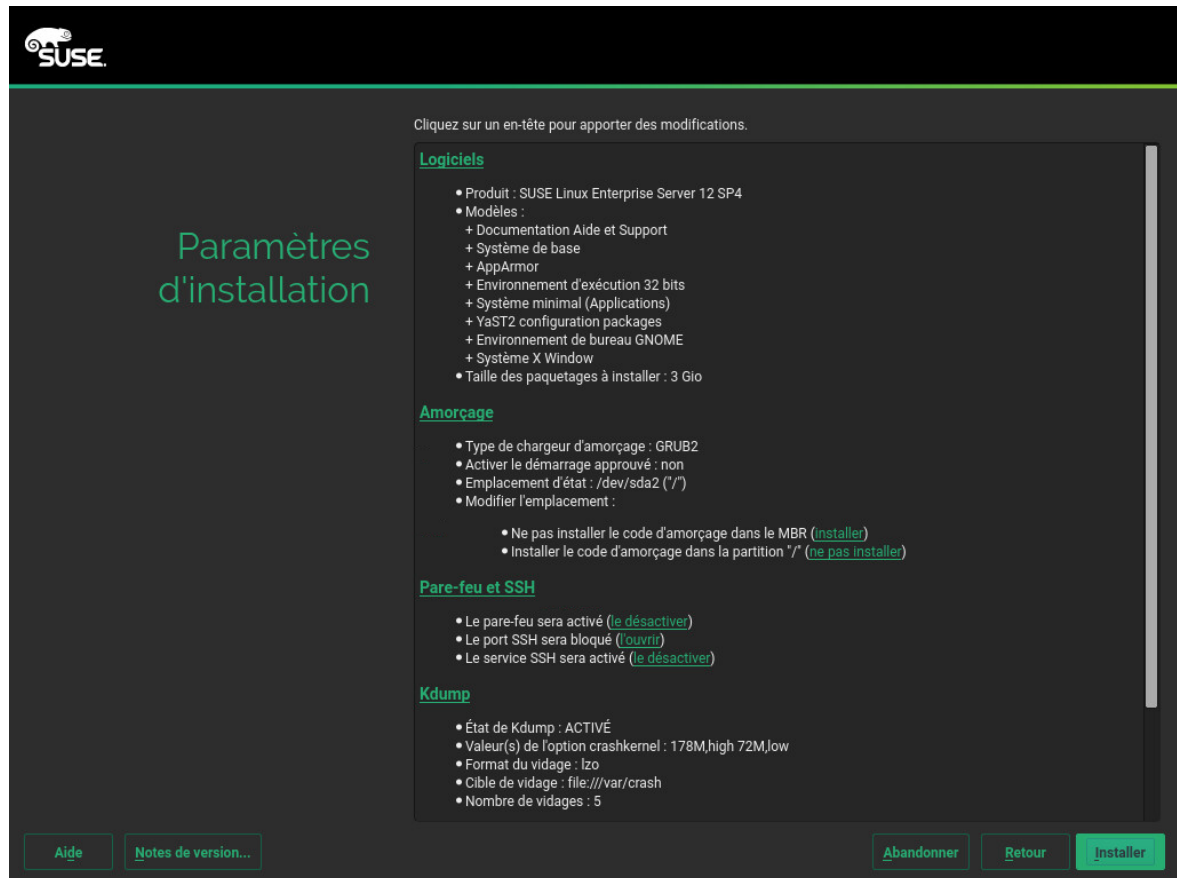 SUSE.
Cliquez sur un en-tête pour apporter des modifications.
Paramètres
d'installation
Logiciels
• Produit : SUSE Linux Enterprise Server 12 SP4
• Modèles :
+ Documentation Aide et Support
+ Système de base
+ AppArmor
+ Environnement d'exécution 32 bits
+ Système minimal (Applications)
+ YaST2 configuration packages
+ Environnement de bureau GNOME
+ Système X Window
• Taille des paquetages à installer : 3 Gio
Amorçage
• Type de chargeur d'amorçage : GRUB2
• Activer le démarrage approuvé : non
• Emplacement d'état : /dev/sda2 ("/")
• Modifier l'emplacement :
• Ne pas installer le code d'amorçage dans le MBR (installer)
• Installer le code d'amorçage dans la partition "/" (ne pas installer)
Pare-feu et SSH
• Le pare-feu sera activé (le désactiver)
• Le port SSH sera bloqué (l'ouvrir)
• Le service SSH sera activé (le désactiver)
Kdump
• État de Kdump : ACTIVÉ
• Valeur(s) de l'option crashkernel : 178M,high 72M,low
• Format du vidage : lzo
• Cible de vidage : file:///var/crash
• Nombre de vidages : 5
Aide
Notes de version...
Abandonner
Retour
Installer